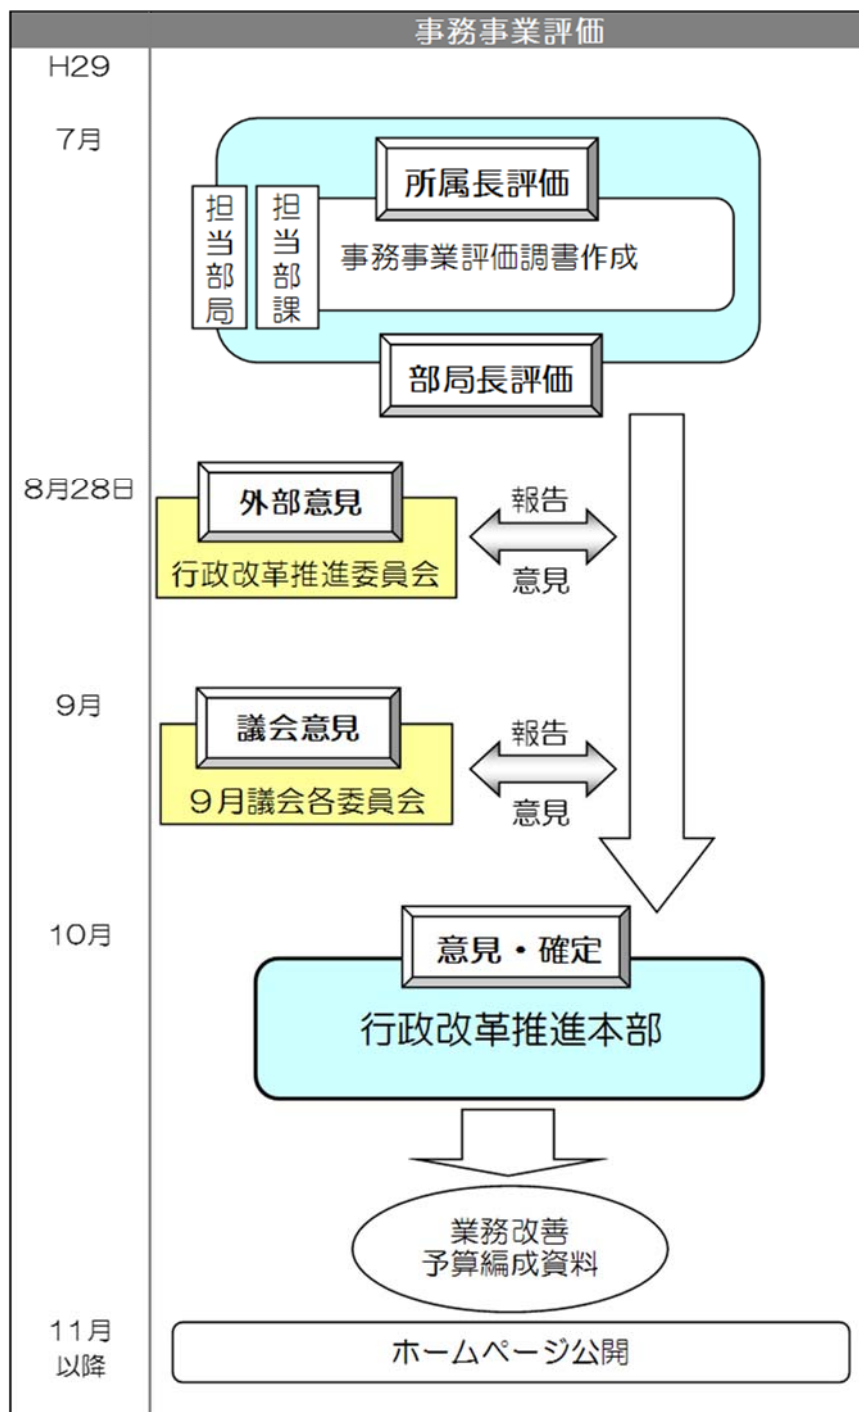 事務事業評価
H29
7月
所属長評価
担当部局
担当部課
事務事業評価調書作成
部局長評価
8月28日
外部意見
行政改革推進委員会
報告
意見
9月
議会意見
9月議会各委員会
報告
意見
10月
意見・確定
行政改革推進本部
業務改善
予算編成資料
11月
以降
ホームページ公開